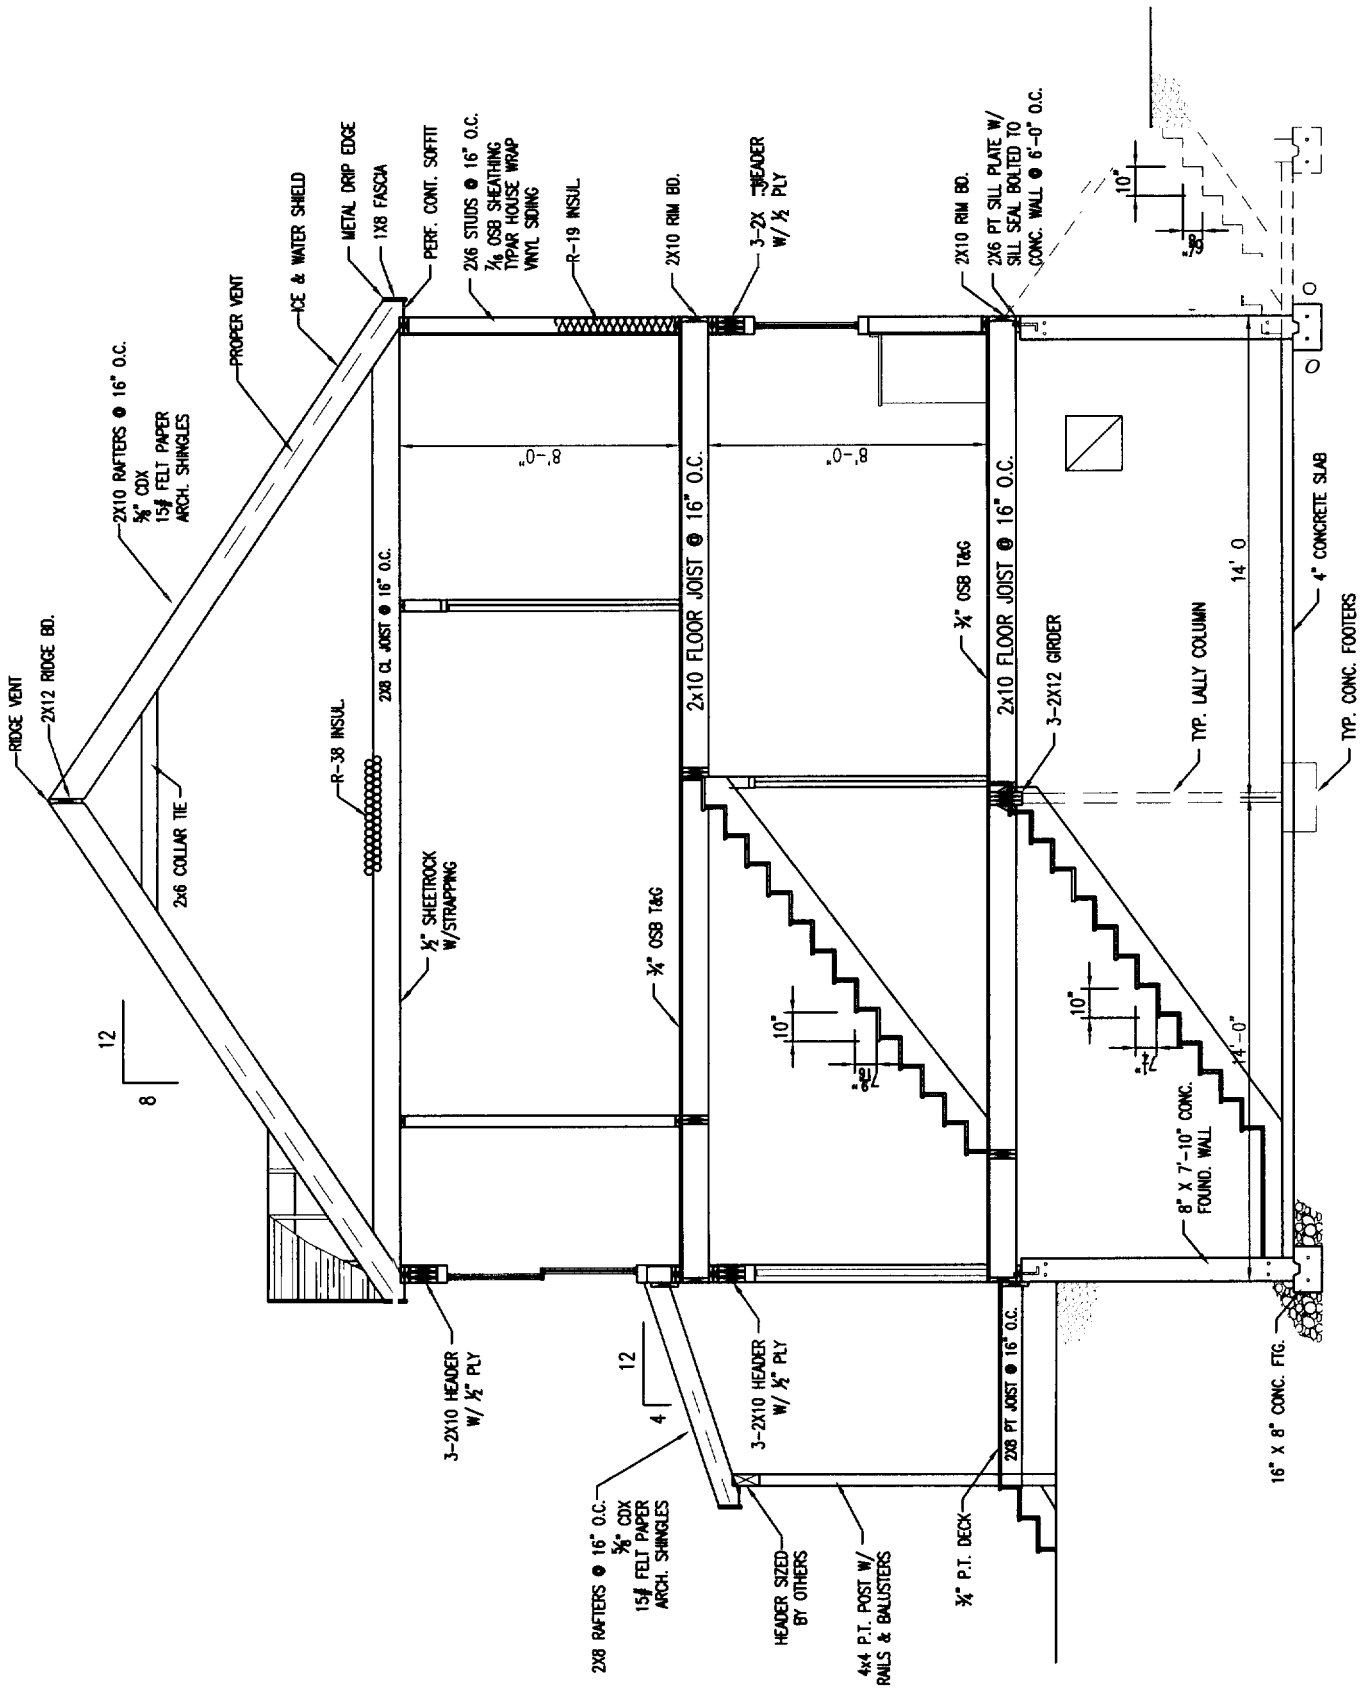 RIDGE VENT
2X12 RIDGE BD.
2X10 RAFTERS @ 16" O.C.
5/8" CDX
15# FELT PAPER
ARCH. SHINGLES
PROPER VENT
ICE & WATER SHIELD
METAL DRIP EDGE
1X8 FASCIA
PERF. CONT. SOFFIT
2X6 STUDS @ 16" O.C.
7/16 OSB SHEATHING
TYPAR HOUSE WRAP
VINYL SIDING
R-19 INSUL.
2X10 RIM BD.
3-2X HEADER
W/ 1/2" PLY
2X10 RIM BD.
2X6 PT SILL PLATE W/
SILL SEAL BOLTED TO
CONC. WALL @ 6'-0" O.C.
10"
12
8
2x6 COLLAR TIE
R-38 INSUL.
2X8 CL JOIST @ 16" O.C.
1/2" SHEETROCK
W/STRAPPING
8'-0"
2x10 FLOOR JOIST @ 16" O.C.
3/4" OSB T&G
8'-0"
10"
2x10 FLOOR JOIST @ 16" O.C.
3/4" OSB T&G
3-2X12 GIRDER
TYP. LALLY COLUMN
14' 0
4" CONCRETE SLAB
TYP. CONC. FOOTERS
10"
7 1/4"
14'-0"
8" X 7'-10" CONC.
FOUND. WALL
3-2X10 HEADER
W/ 1/2" PLY
12
4
3-2X10 HEADER
W/ 1/2" PLY
2X8 RAFTERS @ 16" O.C.
5/8" CDX
15# FELT PAPER
ARCH. SHINGLES
HEADER SIZED
BY OTHERS
4x4 P.T. POST W/
RAILS & BALUSTERS
3/4" P.T. DECK
2X8 PT JOIST @ 16" O.C.
16" X 8" CONC. FTG.